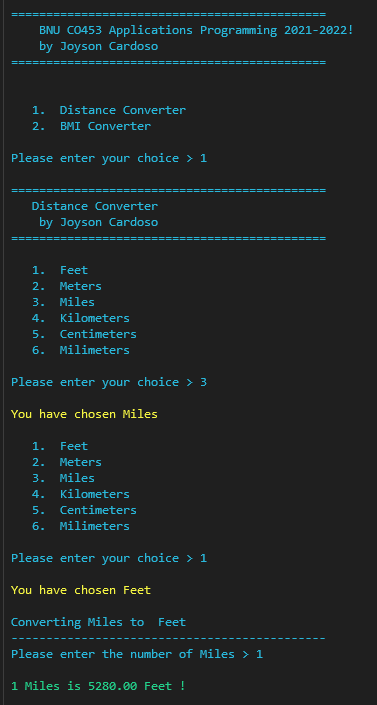 =============================================
BNU CO453 Applications Programming 2021-2022!
by Joyson Cardoso
=============================================
1. Distance Converter
2. BMI Converter
Please enter your choice > 1
=============================================
Distance Converter
by Joyson Cardoso
=============================================
1. Feet
2. Meters
3. Miles
4. Kilometers
5. Centimeters
6. Milimeters
Please enter your choice > 3
You have chosen Miles
1. Feet
2. Meters
3. Miles
4. Kilometers
5. Centimeters
6. Milimeters
Please enter your choice > 1
You have chosen Feet
Converting Miles to  Feet
---------------------------------------------
Please enter the number of Miles > 1
1 Miles is 5280.00 Feet !